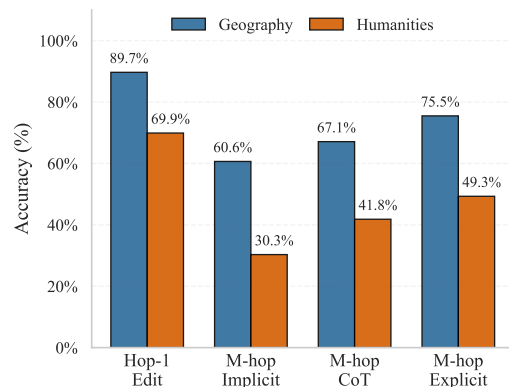 Geography Humanities
100%
80%
60%
40%
20%
0%
Accuracy (%)
89.7%
69.9%
60.6%
30.3%
67.1%
41.8%
75.5%
49.3%
Hop-1
Edit
M-hop
Implicit
M-hop
CoT
M-hop
Explicit